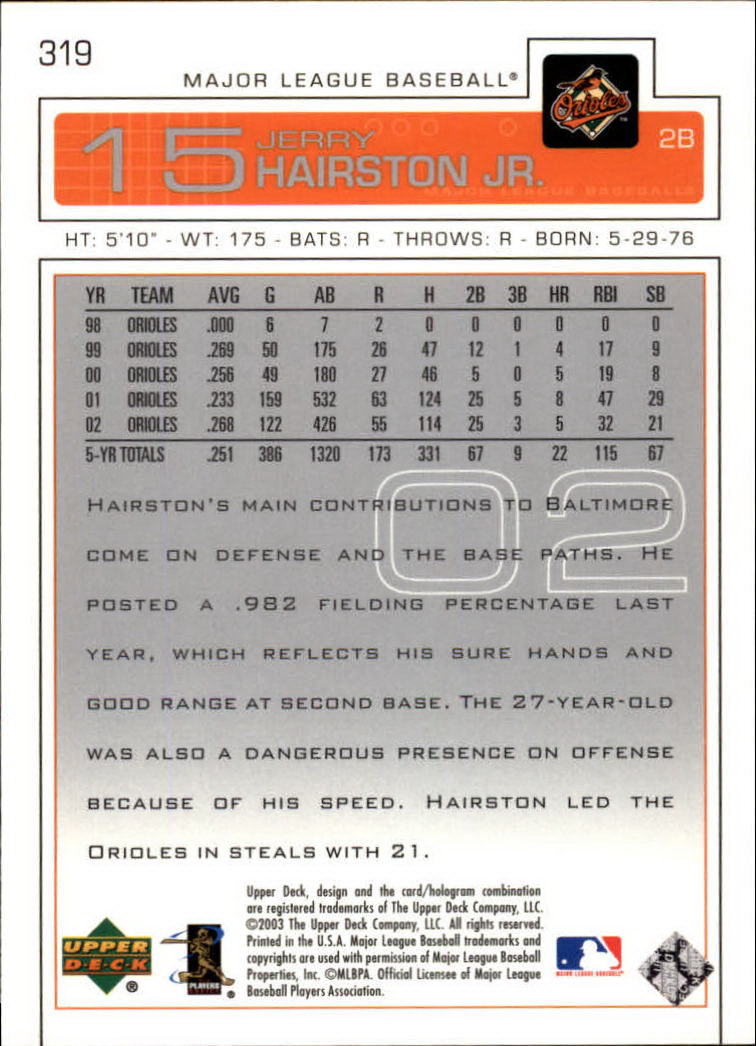 319
MAJOR LEAGUE BASEBALL®
Orioles
15 JERRY HAIRSTON JR. 2B
MAJOR LEAGUE BASEBALL
HT: 5'10" - WT: 175 - BATS: R - THROWS: R - BORN: 5-29-76
YR TEAM AVG G AB R H 2B 3B HR RBI SB
98 ORIOLES .000 6 7 2 0 0 0 0 0 0
99 ORIOLES .269 50 175 26 47 12 1 4 17 9
00 ORIOLES .256 49 180 27 46 5 0 5 19 8
01 ORIOLES .233 159 532 63 124 25 5 8 47 29
02 ORIOLES .268 122 426 55 114 25 3 5 32 21
5-YR TOTALS .251 386 1320 173 331 67 9 22 115 67
02
HAIRSTON'S MAIN CONTRIBUTIONS TO BALTIMORE
COME ON DEFENSE AND THE BASE PATHS. HE
POSTED A .982 FIELDING PERCENTAGE LAST
YEAR, WHICH REFLECTS HIS SURE HANDS AND
GOOD RANGE AT SECOND BASE. THE 27-YEAR-OLD
WAS ALSO A DANGEROUS PRESENCE ON OFFENSE
BECAUSE OF HIS SPEED. HAIRSTON LED THE
ORIOLES IN STEALS WITH 21.
Upper Deck, design and the card/hologram combination
are registered trademarks of The Upper Deck Company, LLC.
©2003 The Upper Deck Company, LLC. All rights reserved.
Printed in the U.S.A. Major League Baseball trademarks and
copyrights are used with permission of Major League Baseball
Properties, Inc. ©MLBPA. Official Licensee of Major League
Baseball Players Association.
UPPER
D·E·C·K
®
PLAYERS
®
MAJOR LEAGUE BASEBALL